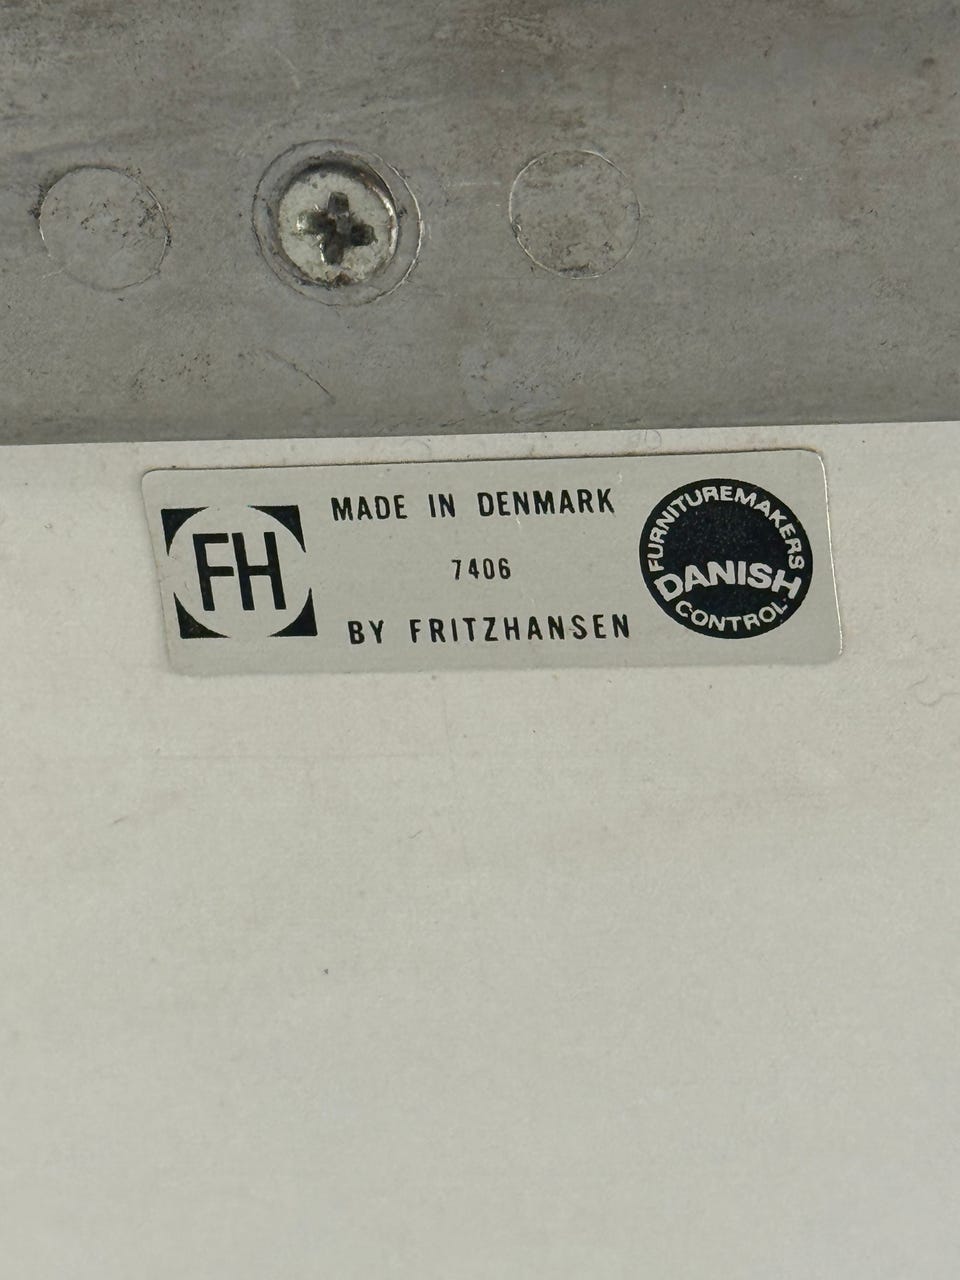 FH
MADE IN DENMARK
7406
BY FRITZHANSEN
FURNITUREMAKERS
DANISH
CONTROL